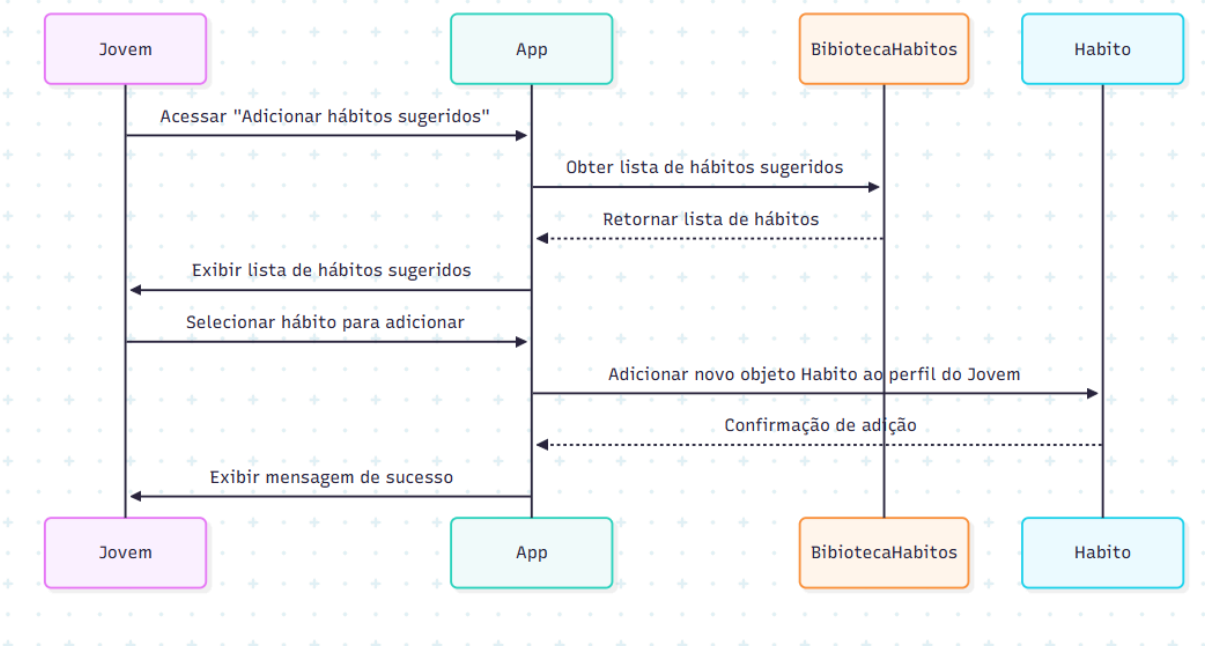 Jovem
App
BibiotecaHabitos
Habito
Acessar "Adicionar hábitos sugeridos"
Obter lista de hábitos sugeridos
Retornar lista de hábitos
Exibir lista de hábitos sugeridos
Selecionar hábito para adicionar
Adicionar novo objeto Habito ao perfil do Jovem
Confirmação de adição
Exibir mensagem de sucesso
Jovem
App
BibiotecaHabitos
Habito